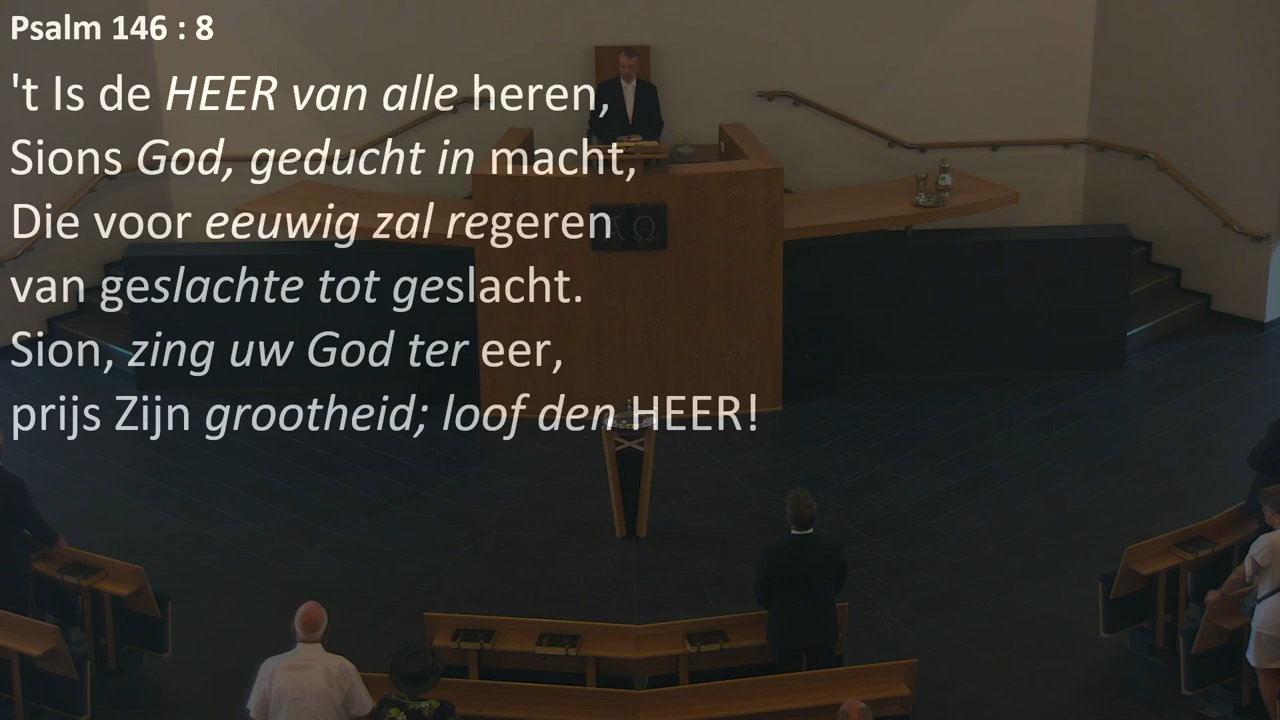 Psalm 146 : 8
't Is de HEER van alle heren,
Sions God, geducht in macht,
Die voor eeuwig zal regeren
van geslachte tot geslacht.
Sion, zing uw God ter eer,
prijs Zijn grootheid; loof den HEER!
Α Ω